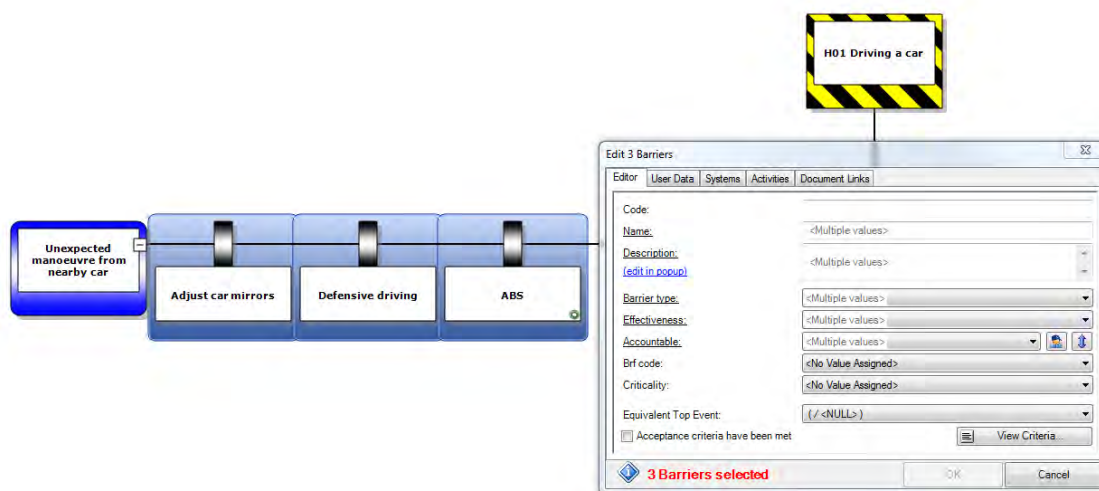 H01 Driving a car
Unexpected
manoeuvre from
nearby car
Adjust car mirrors
Defensive driving
ABS
Edit 3 Barriers
Editor User Data Systems Activities Document Links
Code:
Name: <Multiple values>
Description: <Multiple values>
(edit in popup)
Barrier type: <Multiple values>
Effectiveness: <Multiple values>
Accountable: <Multiple values>
Brf code: <No Value Assigned>
Criticality: <No Value Assigned>
Equivalent Top Event: ( / <NULL> )
Acceptance criteria have been met View Criteria...
3 Barriers selected OK Cancel